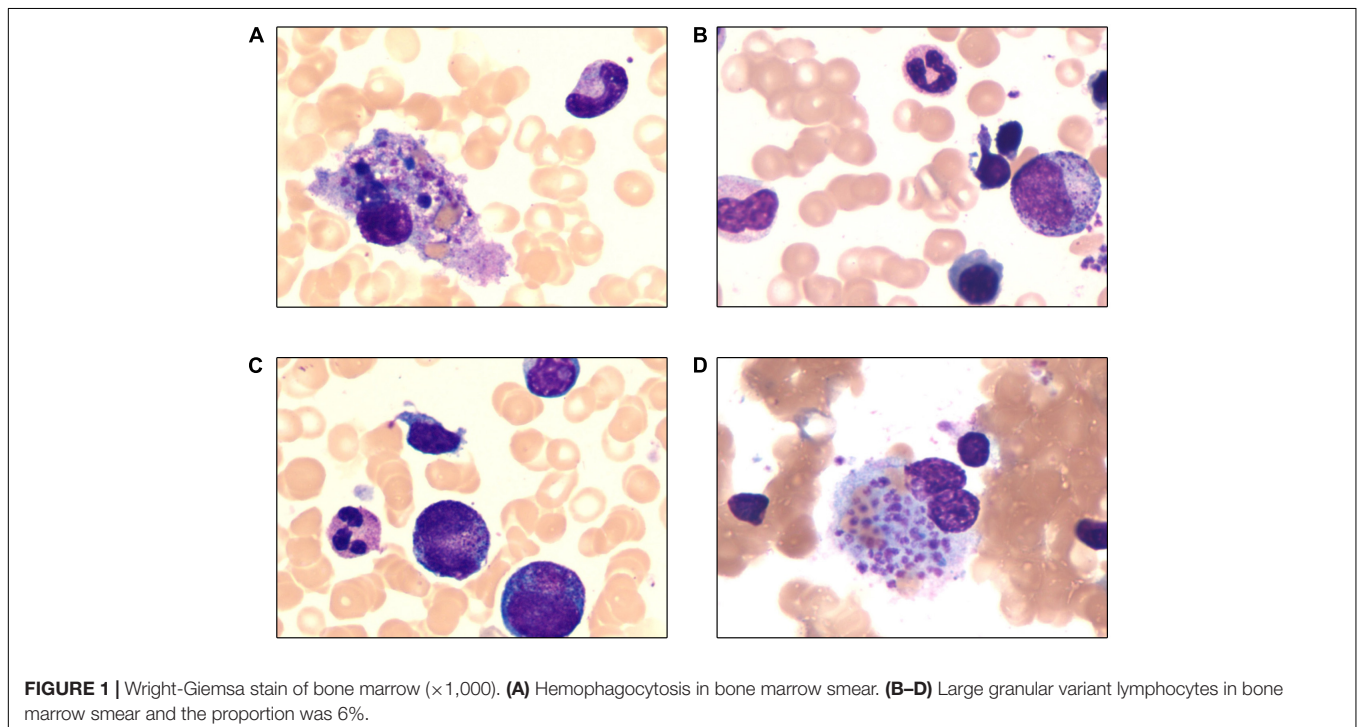 A
B
C
D
FIGURE 1 | Wright-Giemsa stain of bone marrow (×1,000). (A) Hemophagocytosis in bone marrow smear. (B–D) Large granular variant lymphocytes in bone
marrow smear and the proportion was 6%.